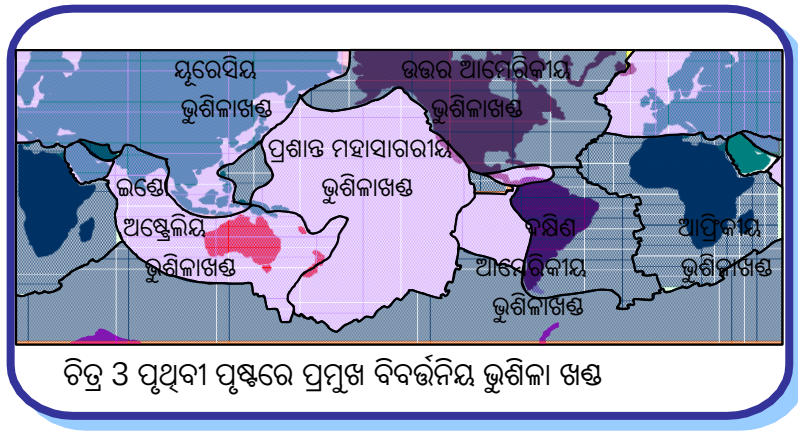 ୟୂରେସିୟ
ଭୁଶିଳାଖଣ୍ଡ
ଉତ୍ତର ଆମେରିକୀୟ
ଭୁଶିଳାଖଣ୍ଡ
ପ୍ରଶାନ୍ତ ମହାସାଗରୀୟ
ଭୁଶିଳାଖଣ୍ଡ
ଇଣ୍ଡୋ
ଅଷ୍ଟ୍ରେଲିୟ
ଭୁଶିଳାଖଣ୍ଡ
ଦକ୍ଷିଣ
ଆମେରିକୀୟ
ଭୁଶିଳାଖଣ୍ଡ
ଆଫ୍ରିକୀୟ
ଭୁଶିଳାଖଣ୍ଡ
ଚିତ୍ର 3 ପୃଥିବୀ ପୃଷ୍ଟରେ ପ୍ରମୁଖ ବିବର୍ତ୍ତନିୟ ଭୁଶିଳା ଖଣ୍ଡ